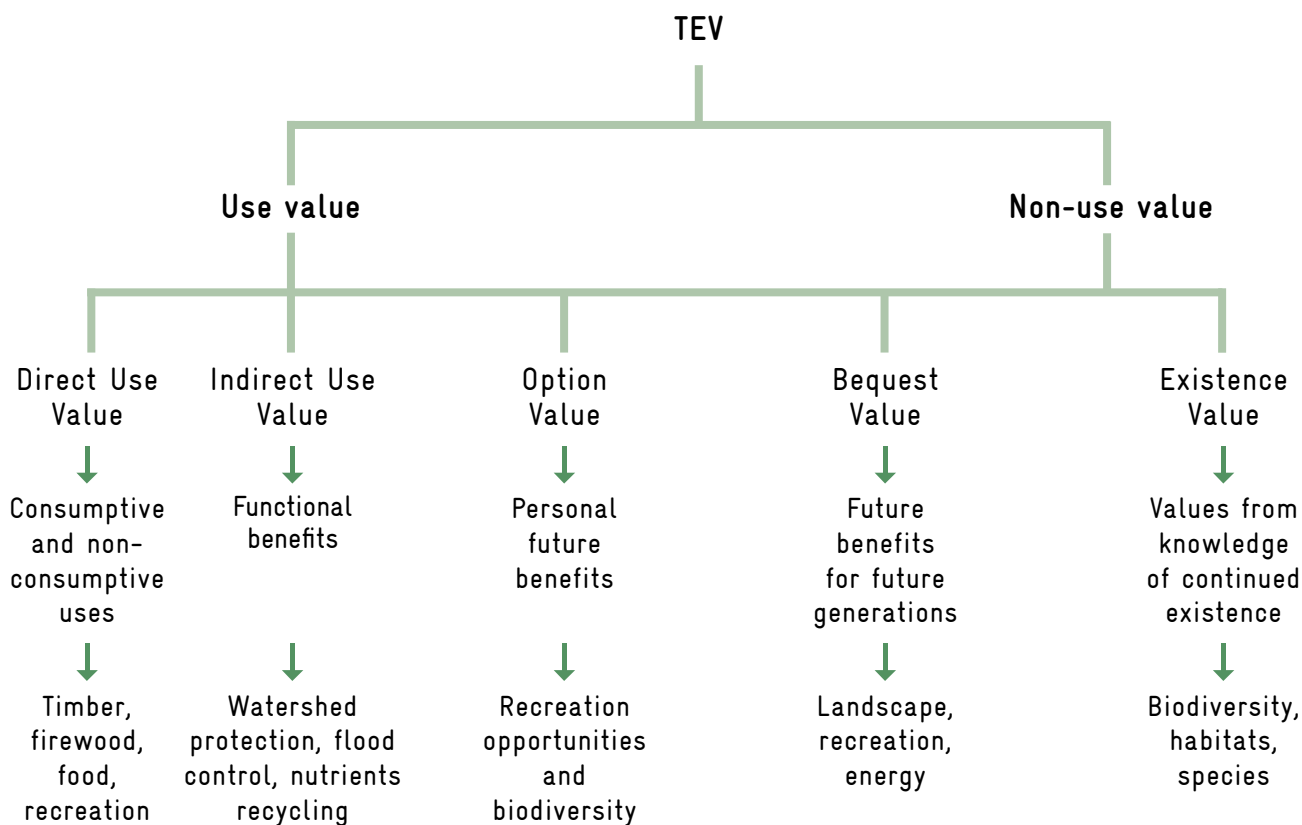 TEV
Use value
Non-use value
Direct Use
Value
Indirect Use
Value
Option
Value
Bequest
Value
Existence
Value
Consumptive
and non-
consumptive
uses
Functional
benefits
Personal
future
benefits
Future
benefits
for future
generations
Values from
knowledge
of continued
existence
Timber,
firewood,
food,
recreation
Watershed
protection, flood
control, nutrients
recycling
Recreation
opportunities
and
biodiversity
Landscape,
recreation,
energy
Biodiversity,
habitats,
species